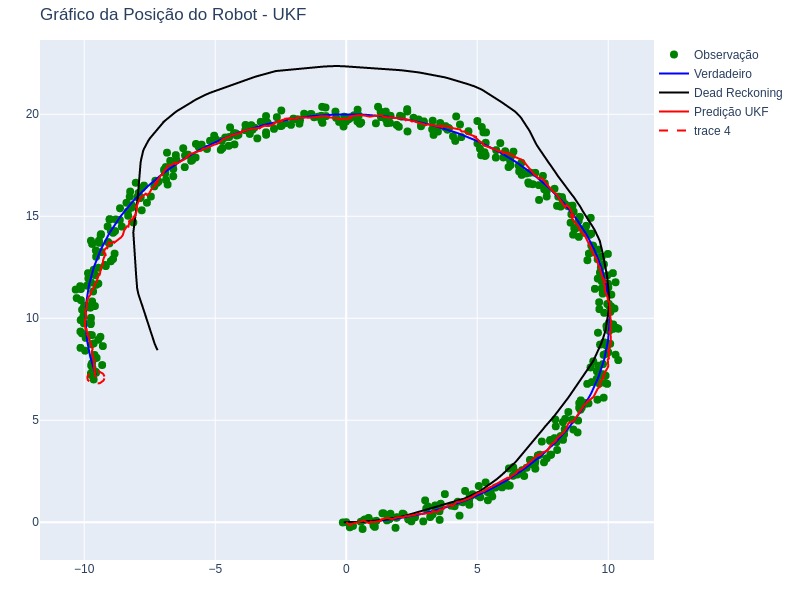 Gráfico da Posição do Robot - UKF
Observação
Verdadeiro
Dead Reckoning
Predição UKF
trace 4
20
15
10
5
0
−10
−5
0
5
10